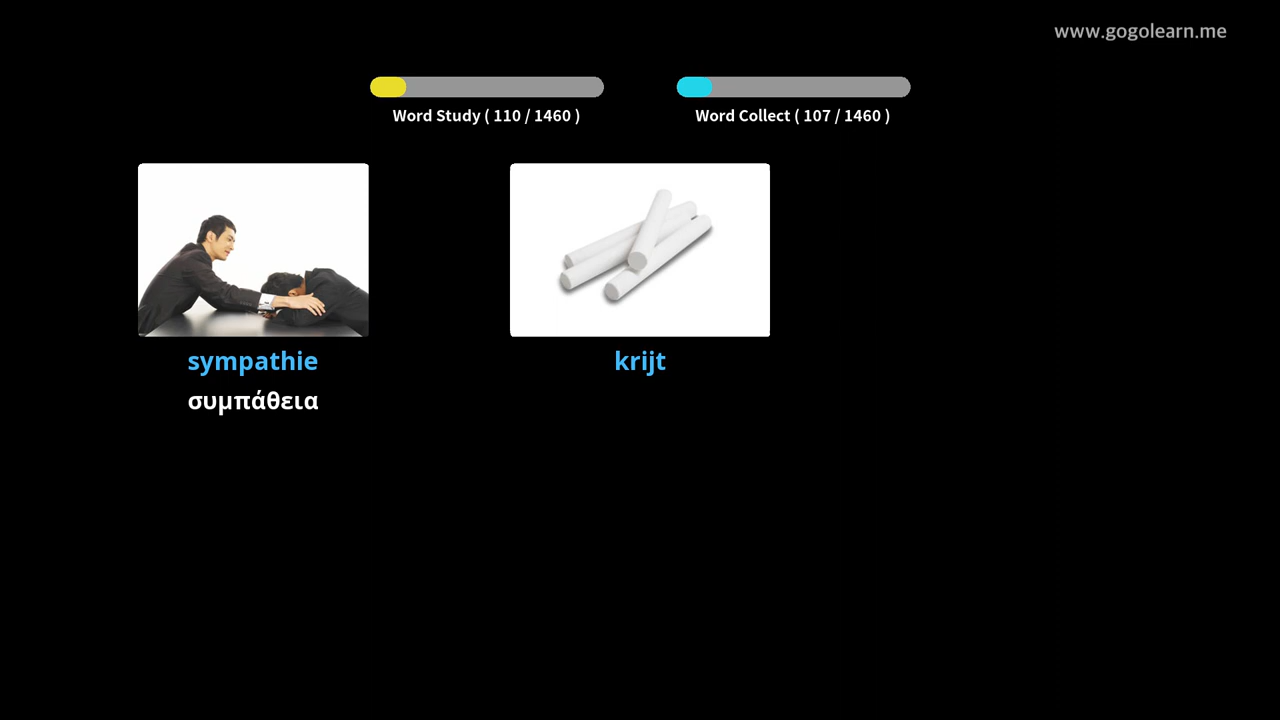 www.gogolearn.me
Word Study ( 110 / 1460 )
Word Collect ( 107 / 1460 )
sympathie
συμπάθεια
krijt